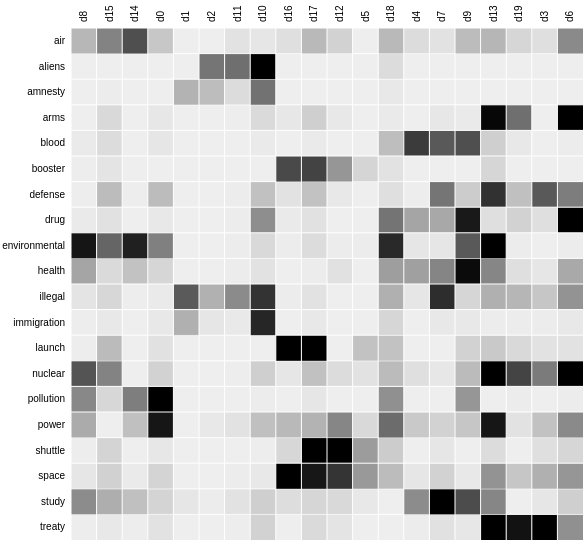 d8 d15 d14 d0 d1 d2 d11 d10 d16 d17 d12 d5 d18 d4 d7 d9 d13 d19 d3 d6
air
aliens
amnesty
arms
blood
booster
defense
drug
environmental
health
illegal
immigration
launch
nuclear
pollution
power
shuttle
space
study
treaty